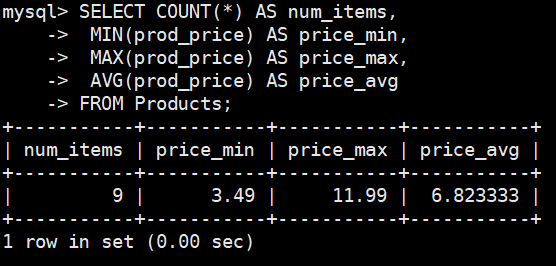 mysql> SELECT COUNT(*) AS num_items,
    ->  MIN(prod_price) AS price_min,
    ->  MAX(prod_price) AS price_max,
    ->  AVG(prod_price) AS price_avg
    -> FROM Products;
+-----------+-----------+-----------+-----------+
| num_items | price_min | price_max | price_avg |
+-----------+-----------+-----------+-----------+
|         9 |      3.49 |     11.99 |  6.823333 |
+-----------+-----------+-----------+-----------+
1 row in set (0.00 sec)